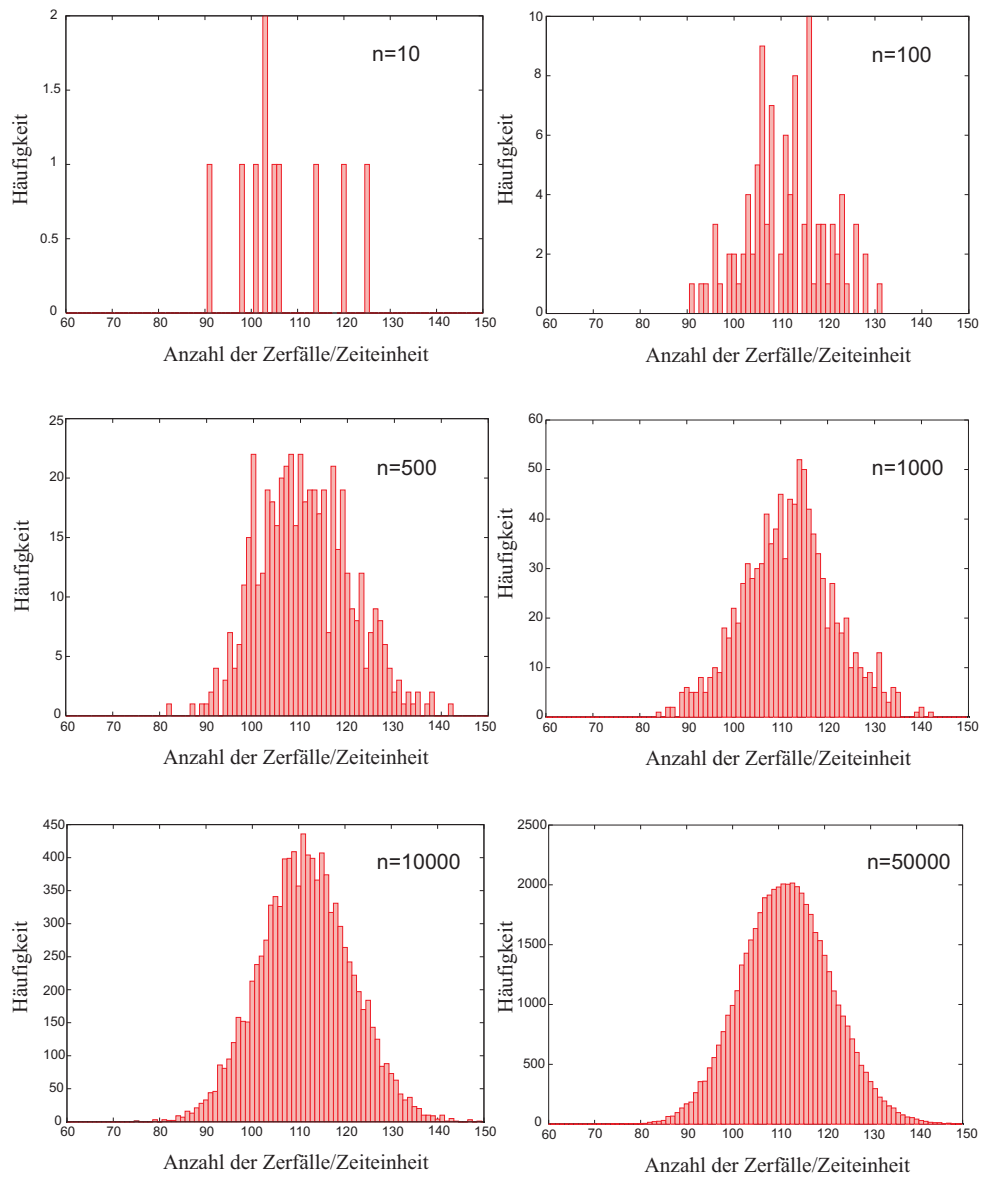 2
1.5
1
0.5
0
n=10
Häufigkeit
60 70 80 90 100 110 120 130 140 150
Anzahl der Zerfälle/Zeiteinheit
10
8
6
4
2
0
n=100
Häufigkeit
60 70 80 90 100 110 120 130 140 150
Anzahl der Zerfälle/Zeiteinheit
25
20
15
10
5
0
n=500
Häufigkeit
60 70 80 90 100 110 120 130 140 150
Anzahl der Zerfälle/Zeiteinheit
60
50
40
30
20
10
0
n=1000
Häufigkeit
60 70 80 90 100 110 120 130 140 150
Anzahl der Zerfälle/Zeiteinheit
450
400
350
300
250
200
150
100
50
0
n=10000
Häufigkeit
60 70 80 90 100 110 120 130 140 150
Anzahl der Zerfälle/Zeiteinheit
2500
2000
1500
1000
500
0
n=50000
Häufigkeit
60 70 80 90 100 110 120 130 140 150
Anzahl der Zerfälle/Zeiteinheit